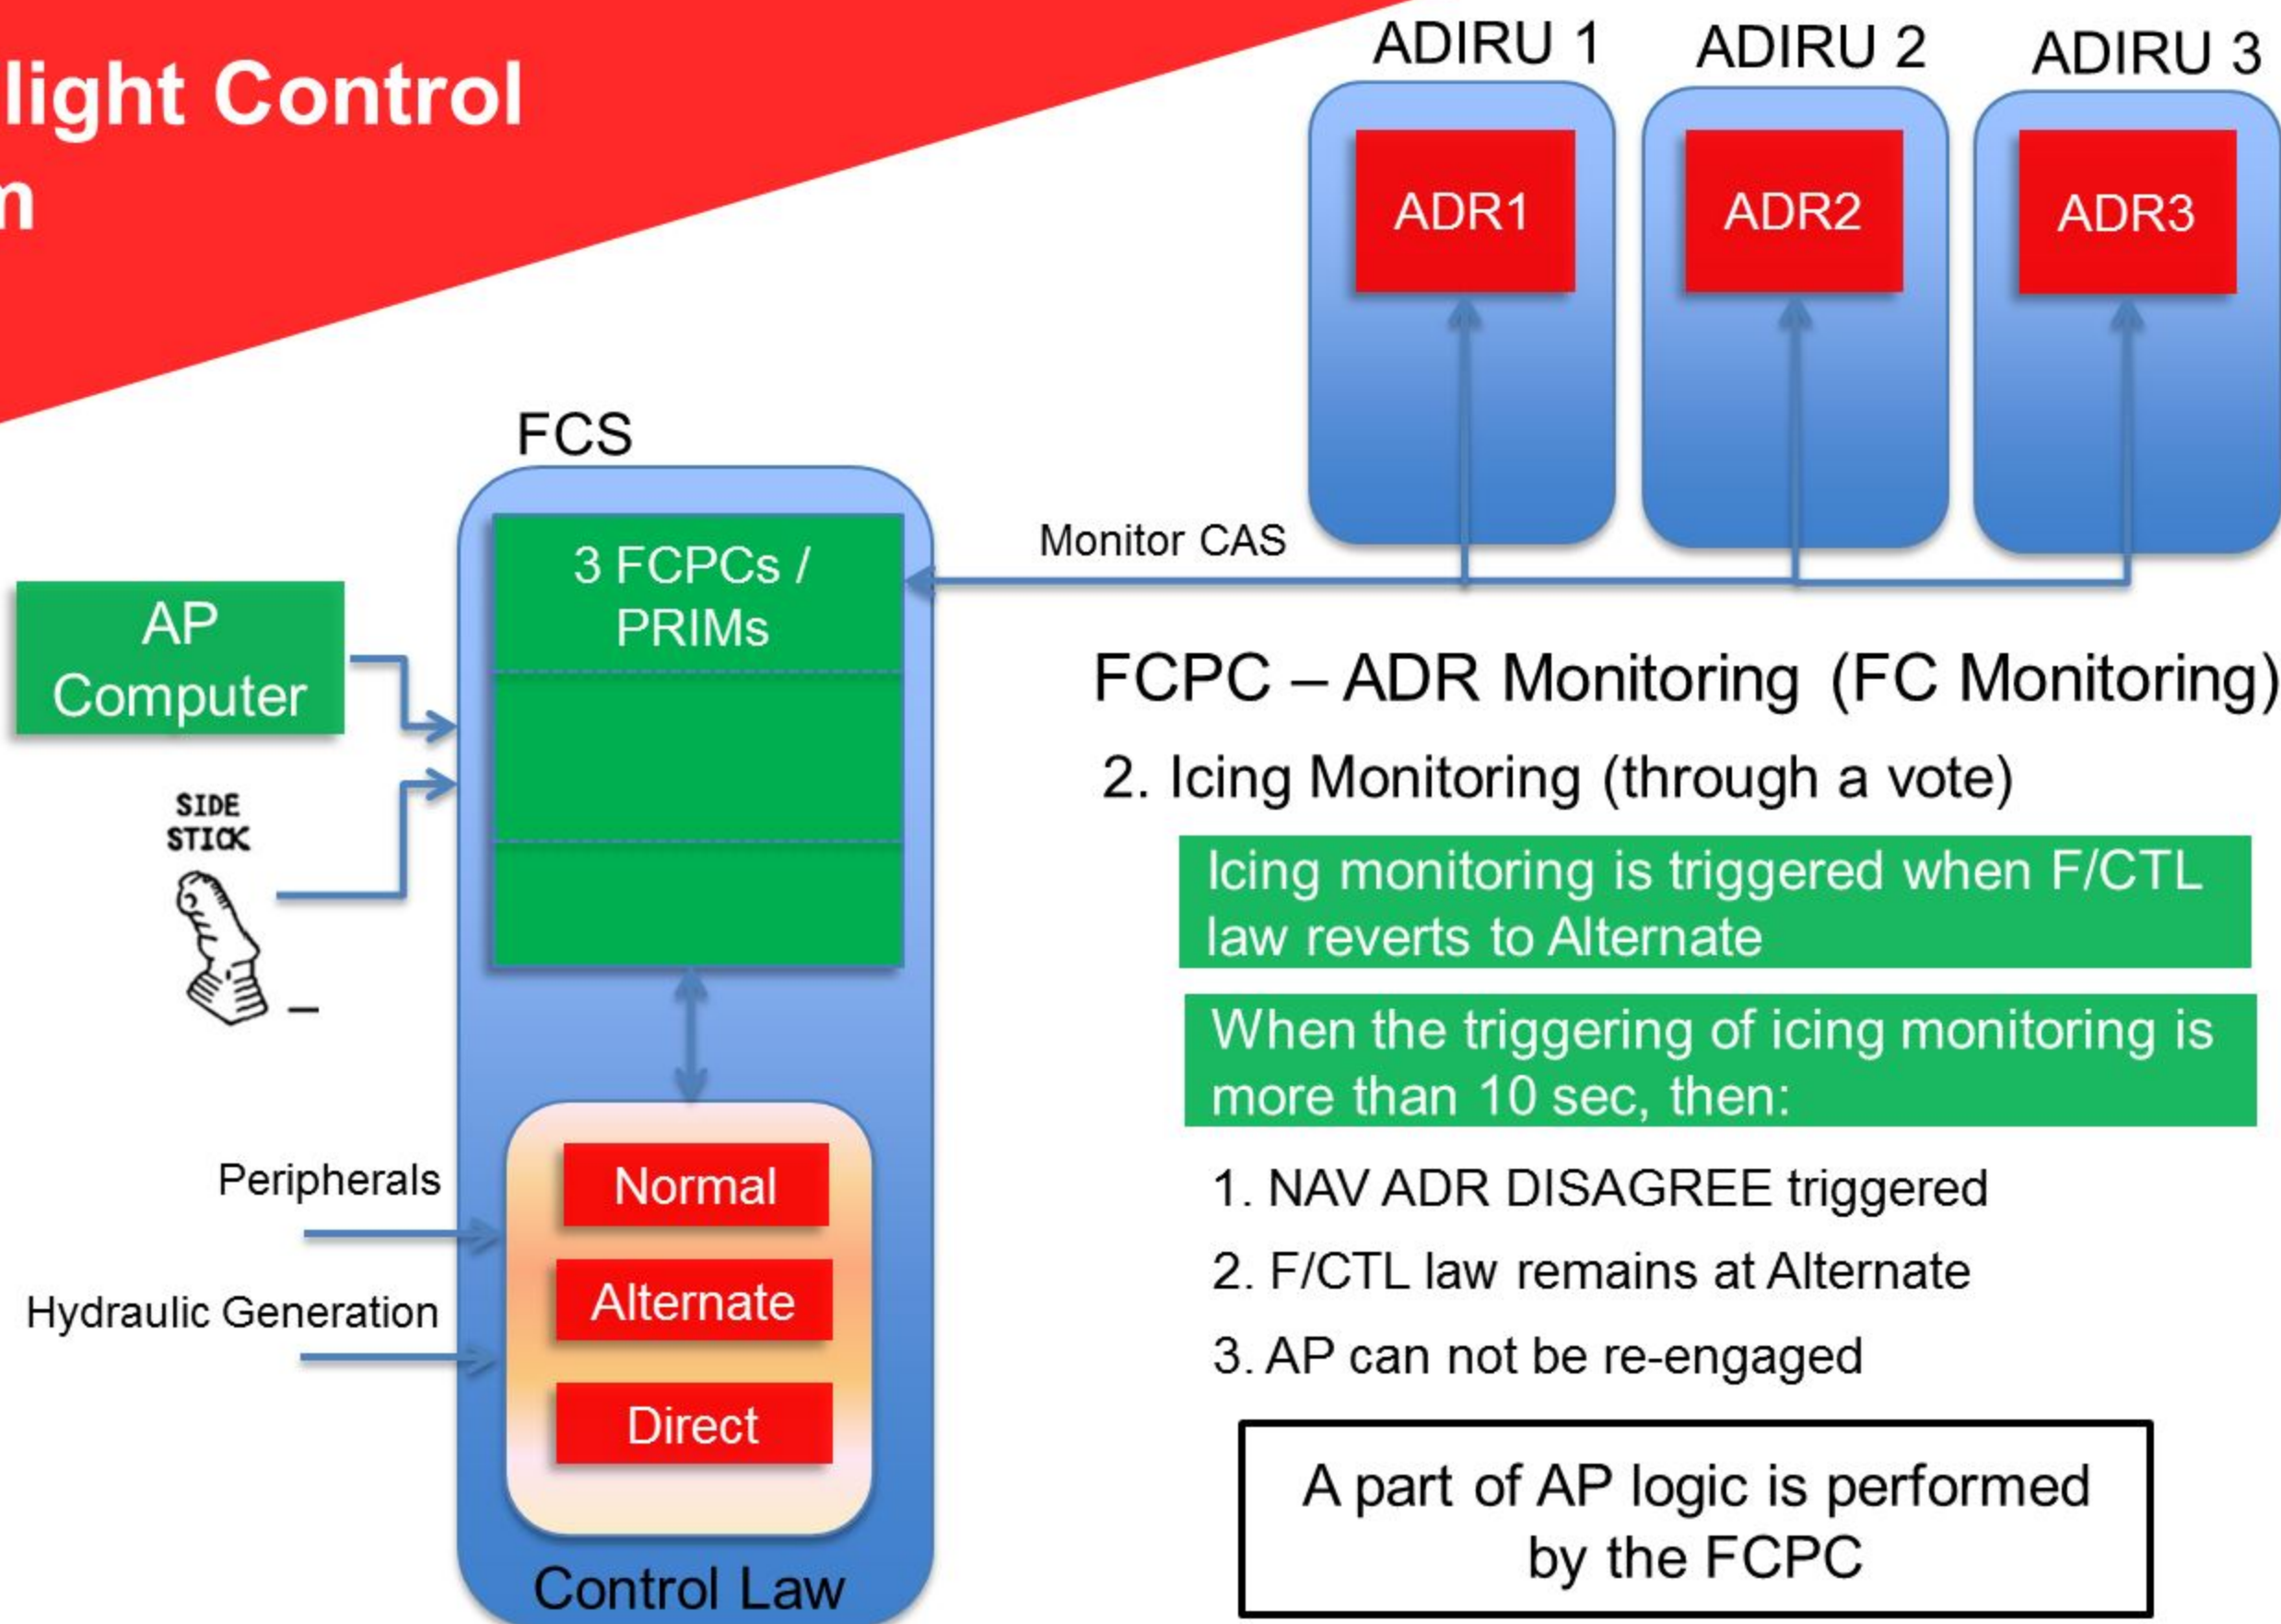 light Control
m
ADIRU 1
ADIRU 2
ADIRU 3
ADR1
ADR2
ADR3
FCS
3 FCPCs /
PRIMs
Monitor CAS
AP
Computer
SIDE
STICK
Peripherals
Hydraulic Generation
Normal
Alternate
Direct
Control Law
FCPC – ADR Monitoring (FC Monitoring)
2. Icing Monitoring (through a vote)
Icing monitoring is triggered when F/CTL
law reverts to Alternate
When the triggering of icing monitoring is
more than 10 sec, then:
1. NAV ADR DISAGREE triggered
2. F/CTL law remains at Alternate
3. AP can not be re-engaged
A part of AP logic is performed
by the FCPC